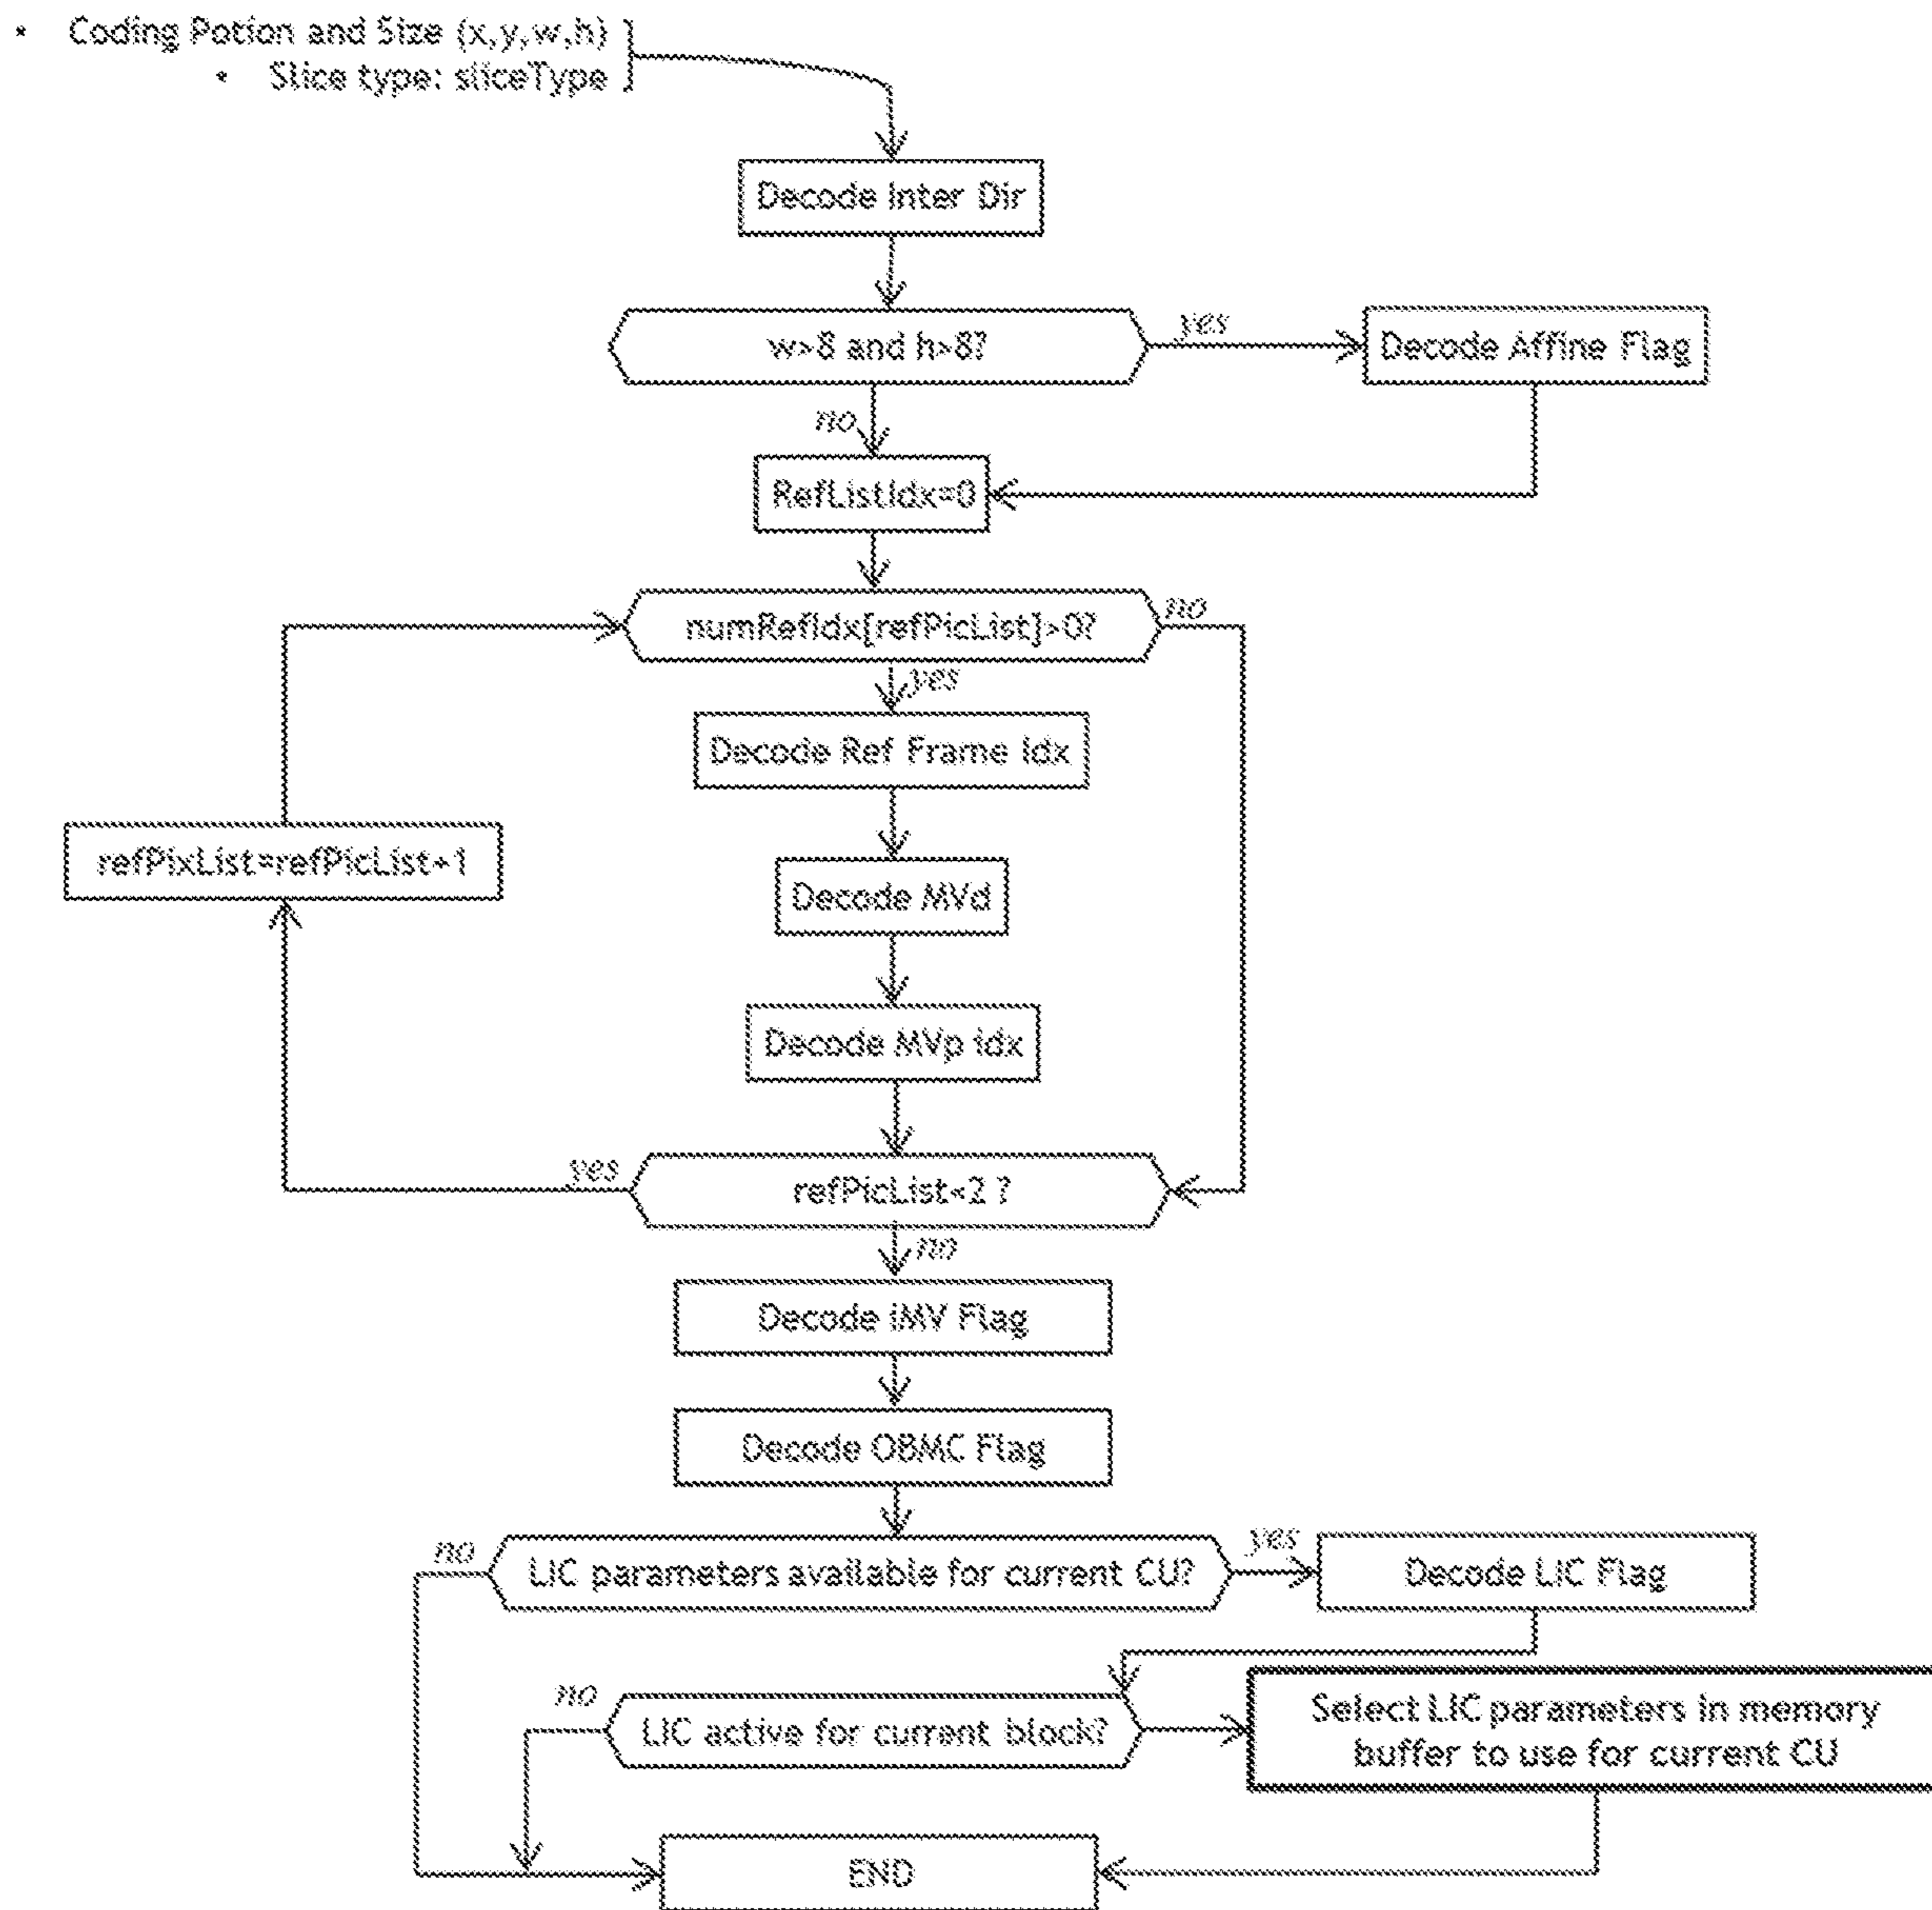 • Coding Potion and Size (x,y,w,h)
• Slice type: sliceType
Decode Inter Dir
w>8 and h>8?
yes
Decode Affine Flag
no
RefListIdx=0
numRefIdx[refPicList]>0?
no
yes
Decode Ref Frame Idx
refPixList=refPicList+1
Decode MVd
Decode MVp idx
yes
refPicList<2 ?
no
Decode iMV Flag
Decode OBMC Flag
no
LIC parameters available for current CU?
yes
Decode LIC Flag
no
LIC active for current block?
Select LIC parameters in memory
buffer to use for current CU
END